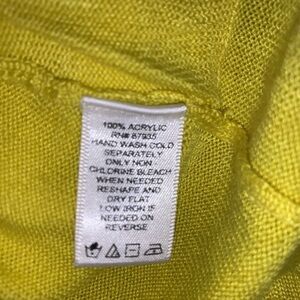 100% ACRYLIC
RN# 67935
HAND WASH COLD
SEPARATELY
ONLY NON
CHLORINE BLEACH
WHEN NEEDED
RESHAPE AND
DRY FLAT
LOW IRON IF
NEEDED ON
REVERSE